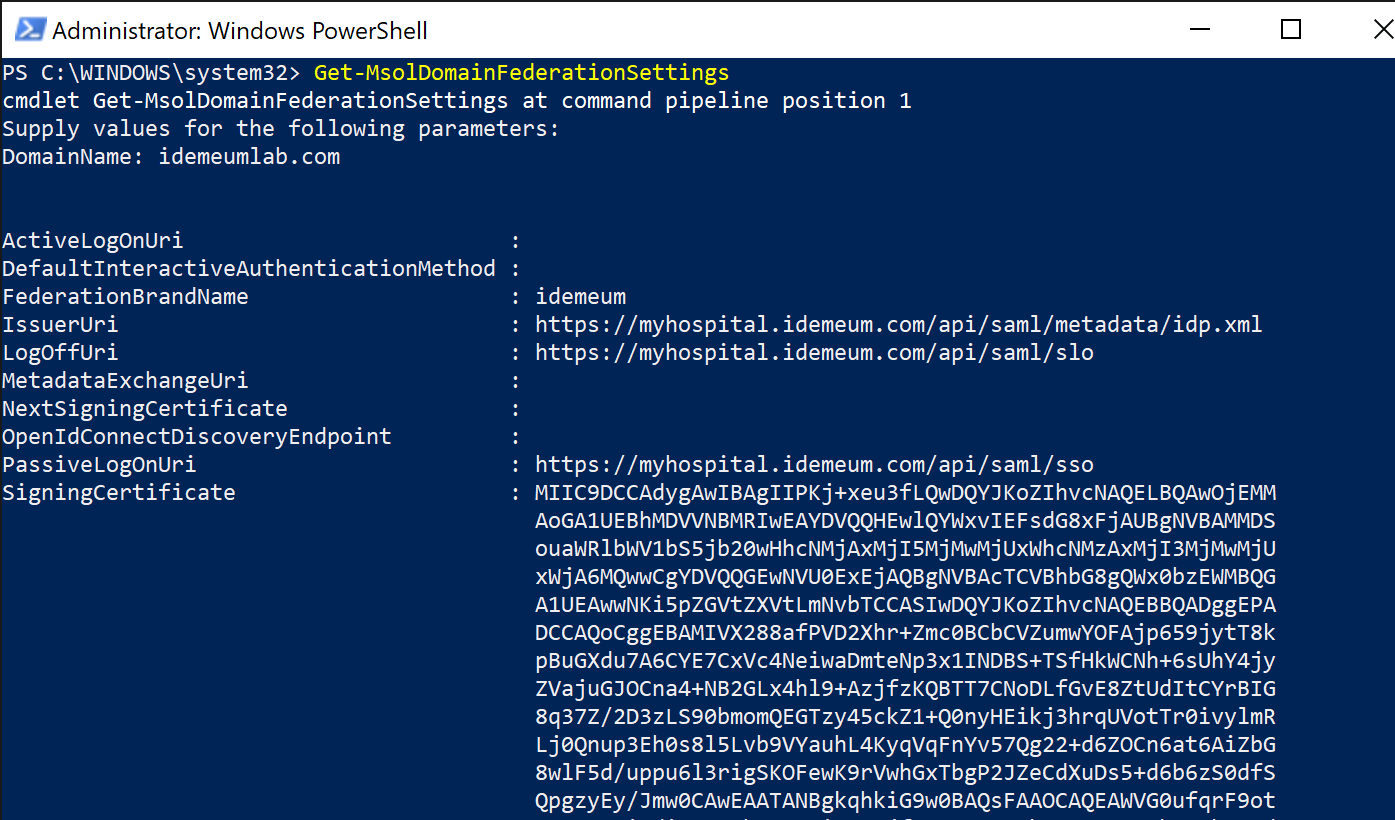 Administrator: Windows PowerShell
PS C:\WINDOWS\system32> Get-MsolDomainFederationSettings
cmdlet Get-MsolDomainFederationSettings at command pipeline position 1
Supply values for the following parameters:
DomainName: idemeumlab.com
ActiveLogOnUri :
DefaultInteractiveAuthenticationMethod :
FederationBrandName : idemeum
IssuerUri : https://myhospital.idemeum.com/api/saml/metadata/idp.xml
LogOffUri : https://myhospital.idemeum.com/api/saml/slo
MetadataExchangeUri :
NextSigningCertificate :
OpenIdConnectDiscoveryEndpoint :
PassiveLogOnUri : https://myhospital.idemeum.com/api/saml/sso
SigningCertificate : MIIC9DCCAdygAwIBAgIIPKj+xeu3fLQwDQYJKoZIhvcNAQELBQAwOjEMM
AoGA1UEBhMDVVNBMRIwEAYDVQQHEwlQYWxvIEFsdG8xFjAUBgNVBAMMDS
ouaWRlbWV1bS5jb20wHhcNMjAxMjI5MjMwMjUxWhcNMzAxMjI3MjMwMjU
xWjA6MQwwCgYDVQQGEwNVU0ExEjAQBgNVBAcTCVBhbG8gQWx0bzEWMBQG
A1UEAwwNKi5pZGVtZXVtLmNvbTCCASIwDQYJKoZIhvcNAQEBBQADggEPA
DCCAQoCggEBAMIVX288afPVD2Xhr+Zmc0BCbCVZumwYOFAjp659jytT8k
pBuGXdu7A6CYE7CxVc4NeiwaDmteNp3x1INDBS+TSfHkWCNh+6sUhY4jy
ZVajuGJOCna4+NB2GLx4hl9+AzjfzKQBTT7CNoDLfGvE8ZtUdItCYrBIG
8q37Z/2D3zLS90bmomQEGTzy45ckZ1+Q0nyHEikj3hrqUVotTr0ivylmR
Lj0Qnup3Eh0s8l5Lvb9VYauhL4KyqVqFnYv57Qg22+d6ZOCn6at6AiZbG
8wlF5d/uppu6l3rigSKOFewK9rVwhGxTbgP2JZeCdXuDs5+d6b6zS0dfS
QpgzyEy/Jmw0CAwEAATANBgkqhkiG9w0BAQsFAAOCAQEAWVG0ufqrF9ot